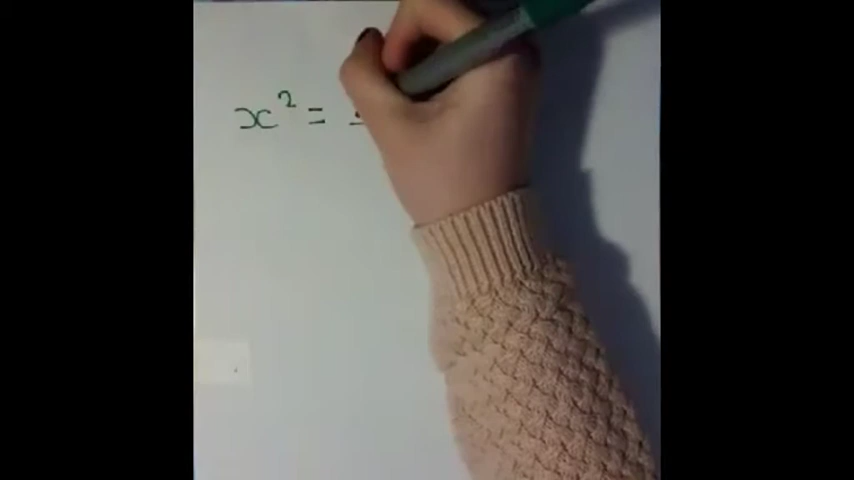 x² =